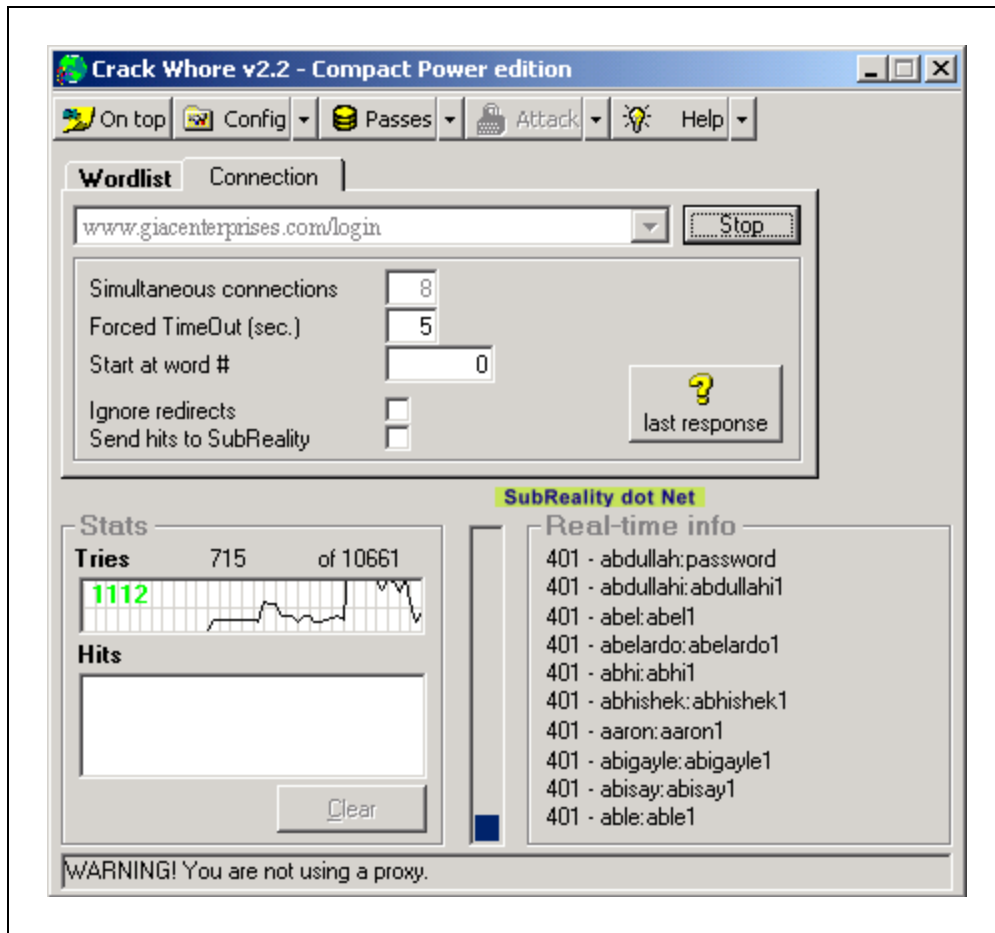 Crack Whore v2.2 - Compact Power edition
On top Config Passes Attack Help
Wordlist Connection
www.giacenterprises.com/login Stop
Simultaneous connections 8
Forced TimeOut (sec.) 5
Start at word # 0
Ignore redirects
Send hits to SubReality
? last response
SubReality dot Net
Stats
Tries 715 of 10661
1112
Hits
Clear
Real-time info
401 - abdullah:password
401 - abdullahi:abdullahi1
401 - abel:abel1
401 - abelardo:abelardo1
401 - abhi:abhi1
401 - abhishek:abhishek1
401 - aaron:aaron1
401 - abigayle:abigayle1
401 - abisay:abisay1
401 - able:able1
WARNING! You are not using a proxy.